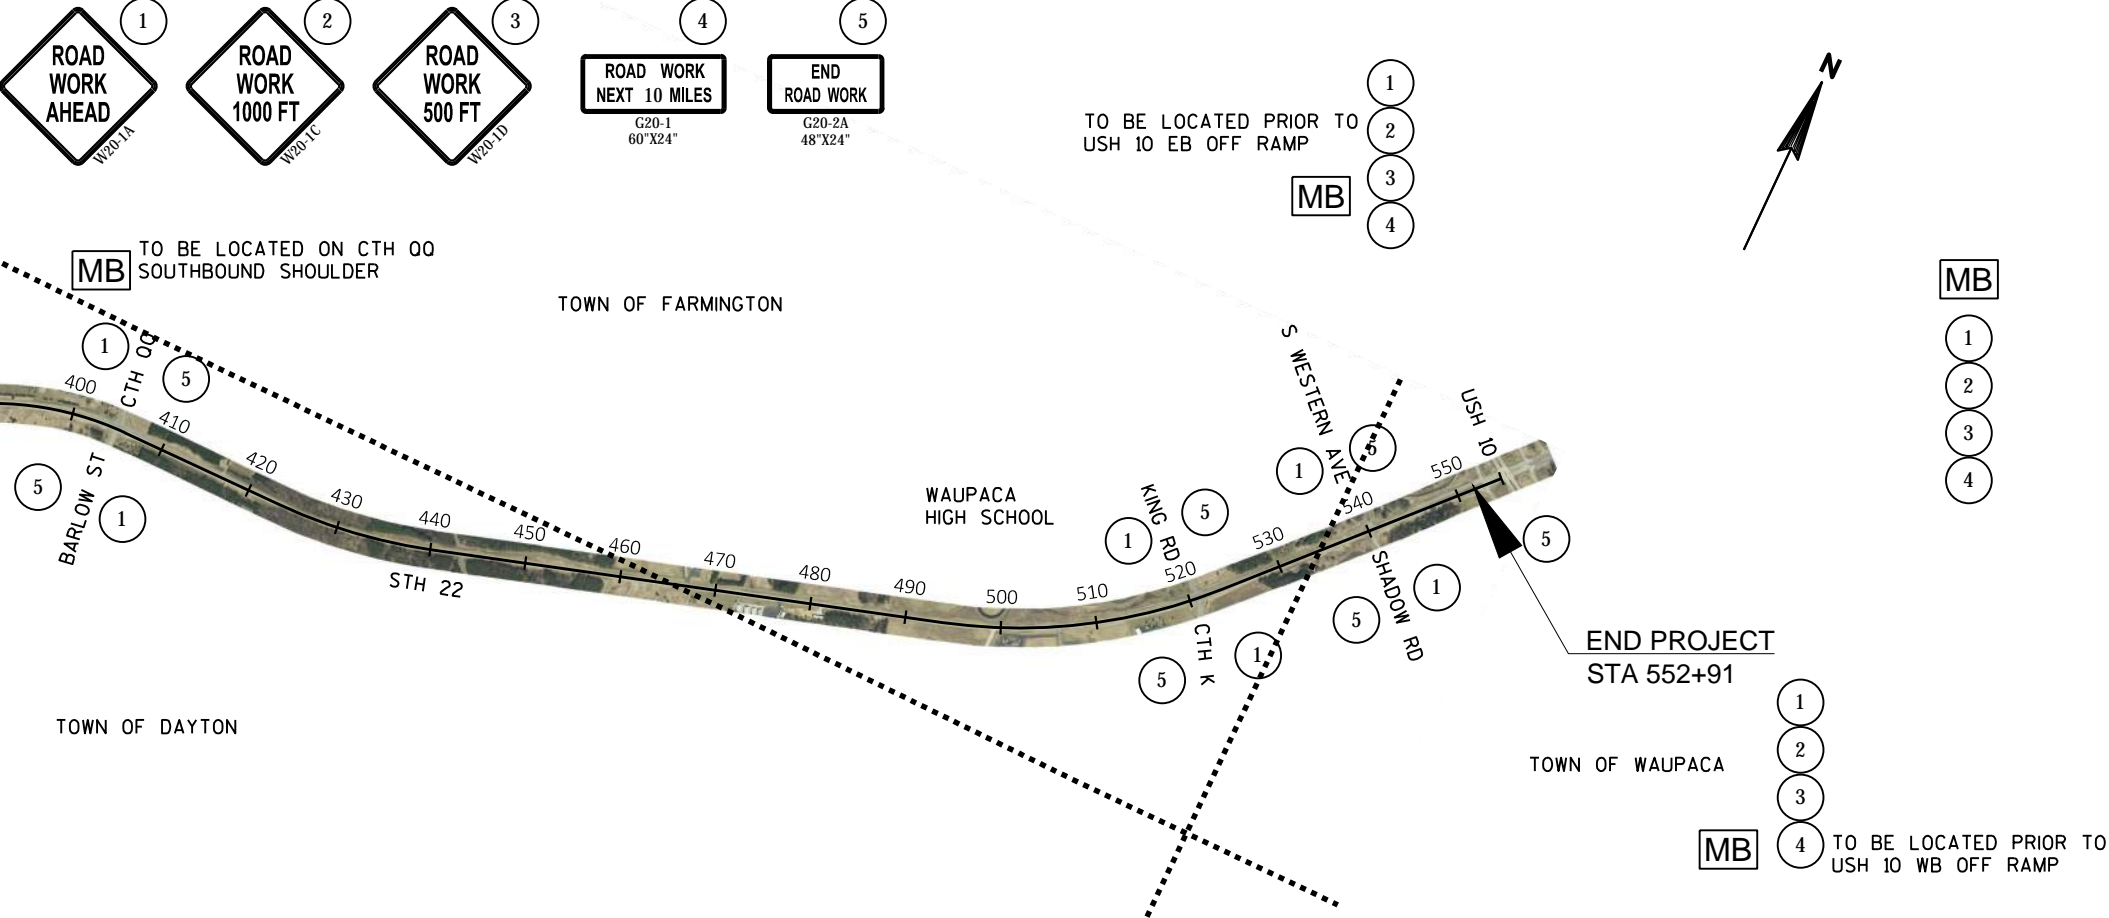 1
2
3
4
5
ROAD
WORK
AHEAD
W20-1A
ROAD
WORK
1000 FT
W20-1C
ROAD
WORK
500 FT
W20-1D
ROAD WORK
NEXT 10 MILES
G20-1
60"X24"
END
ROAD WORK
G20-2A
48"X24"
N
TO BE LOCATED PRIOR TO
USH 10 EB OFF RAMP
MB
1
2
3
4
MB
1
2
3
4
MB
TO BE LOCATED ON CTH QQ
SOUTHBOUND SHOULDER
TOWN OF FARMINGTON
1
CTH QQ
5
400
410
420
430
440
450
460
470
480
490
500
510
520
530
540
550
5
BARLOW ST
1
STH 22
WAUPACA
HIGH SCHOOL
1
KING RD
5
1
S WESTERN AVE
5
USH 10
5
CTH K
1
5
SHADOW RD
1
5
END PROJECT
STA 552+91
TOWN OF DAYTON
TOWN OF WAUPACA
1
2
3
4
MB
TO BE LOCATED PRIOR TO
USH 10 WB OFF RAMP